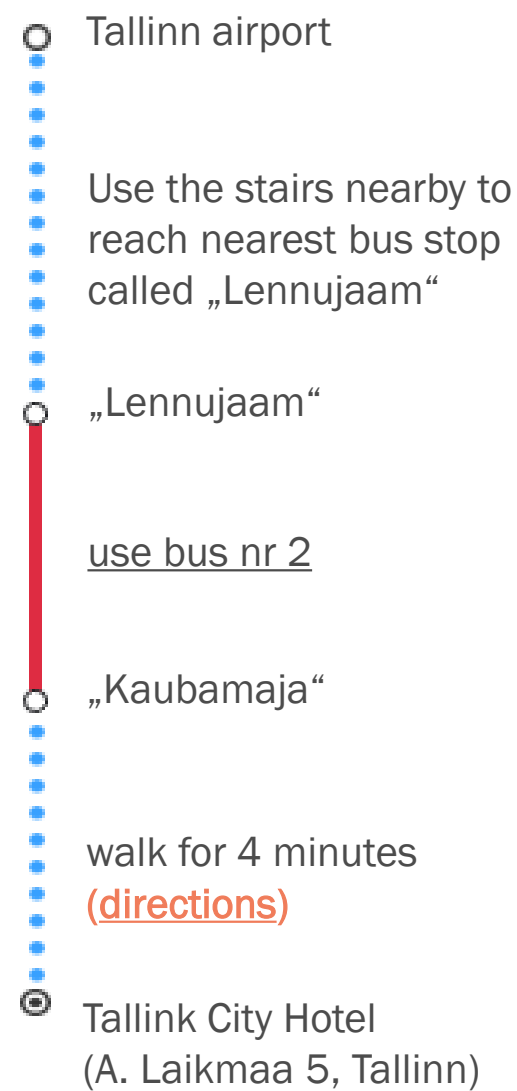 Tallinn airport
Use the stairs nearby to
reach nearest bus stop
called „Lennujaam“
„Lennujaam“
use bus nr 2
„Kaubamaja“
walk for 4 minutes
(directions)
Tallink City Hotel
(A. Laikmaa 5, Tallinn)